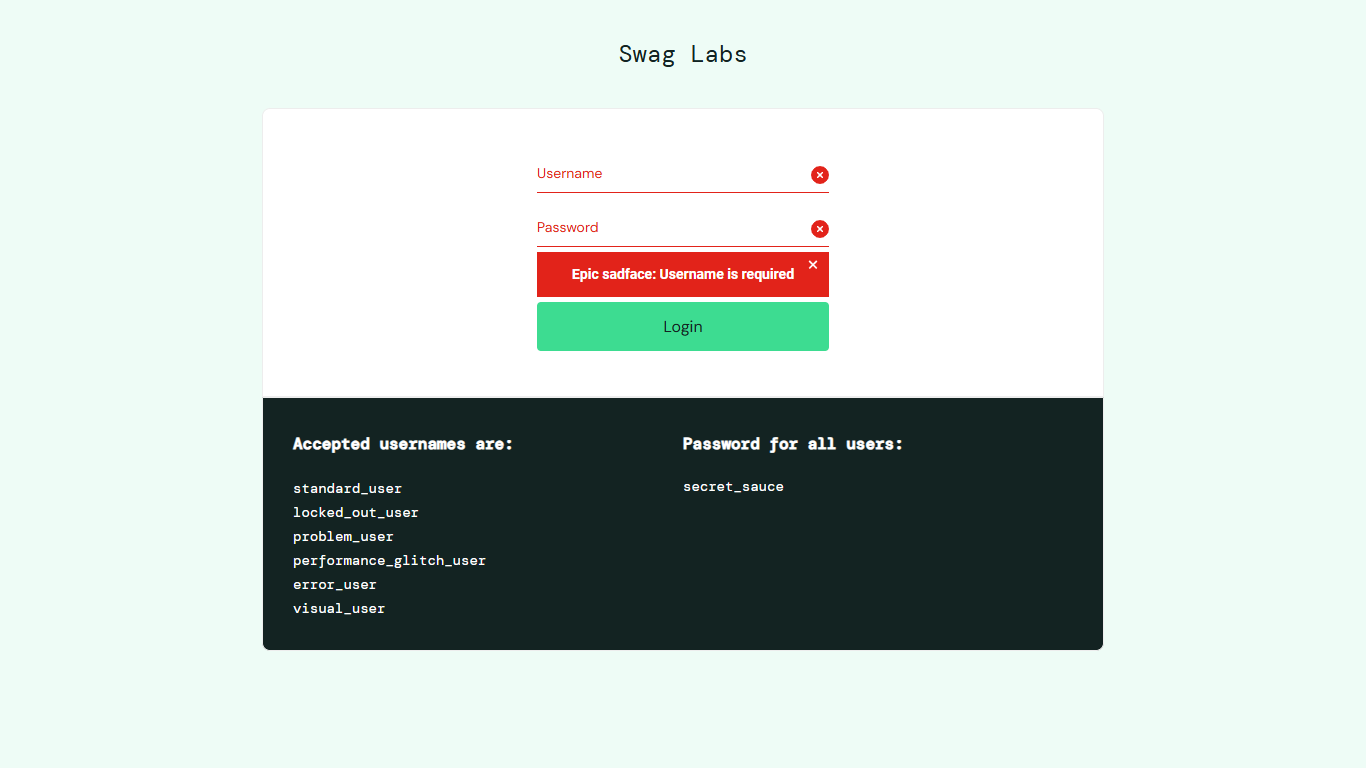 Swag Labs
Username
Password
Epic sadface: Username is required
Login
Accepted usernames are:
standard_user
locked_out_user
problem_user
performance_glitch_user
error_user
visual_user
Password for all users:
secret_sauce